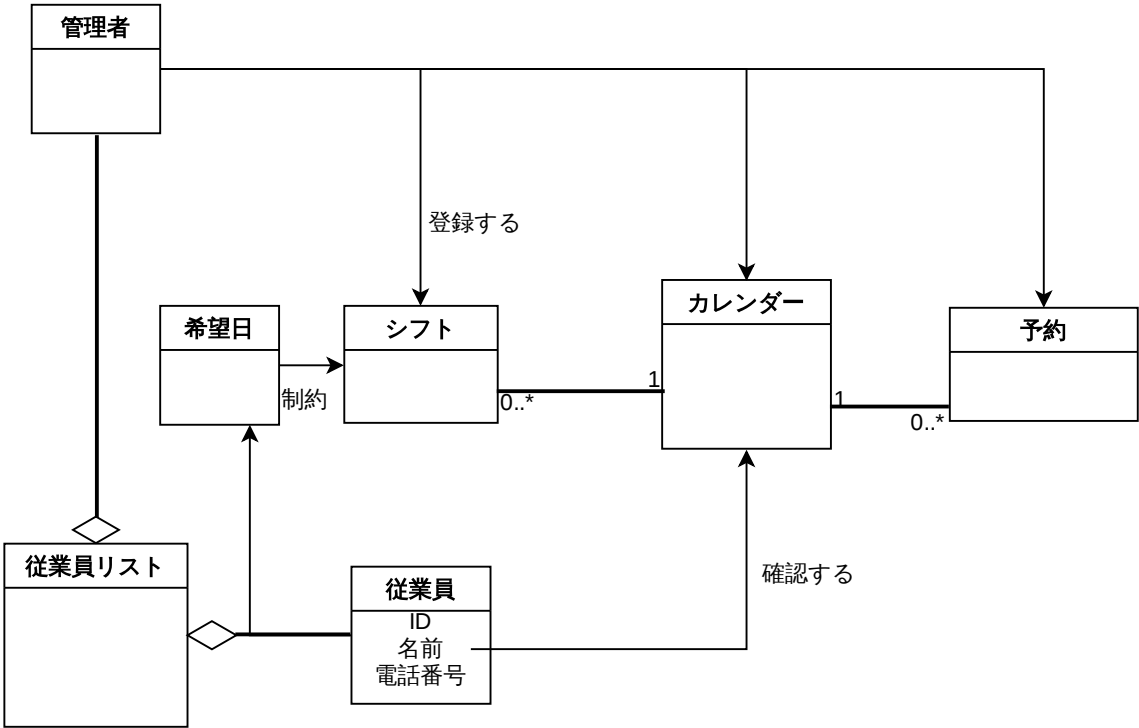 管理者
登録する
希望日
シフト
カレンダー
予約
制約
1
0..*
1
0..*
従業員リスト
従業員
ID
名前
電話番号
確認する